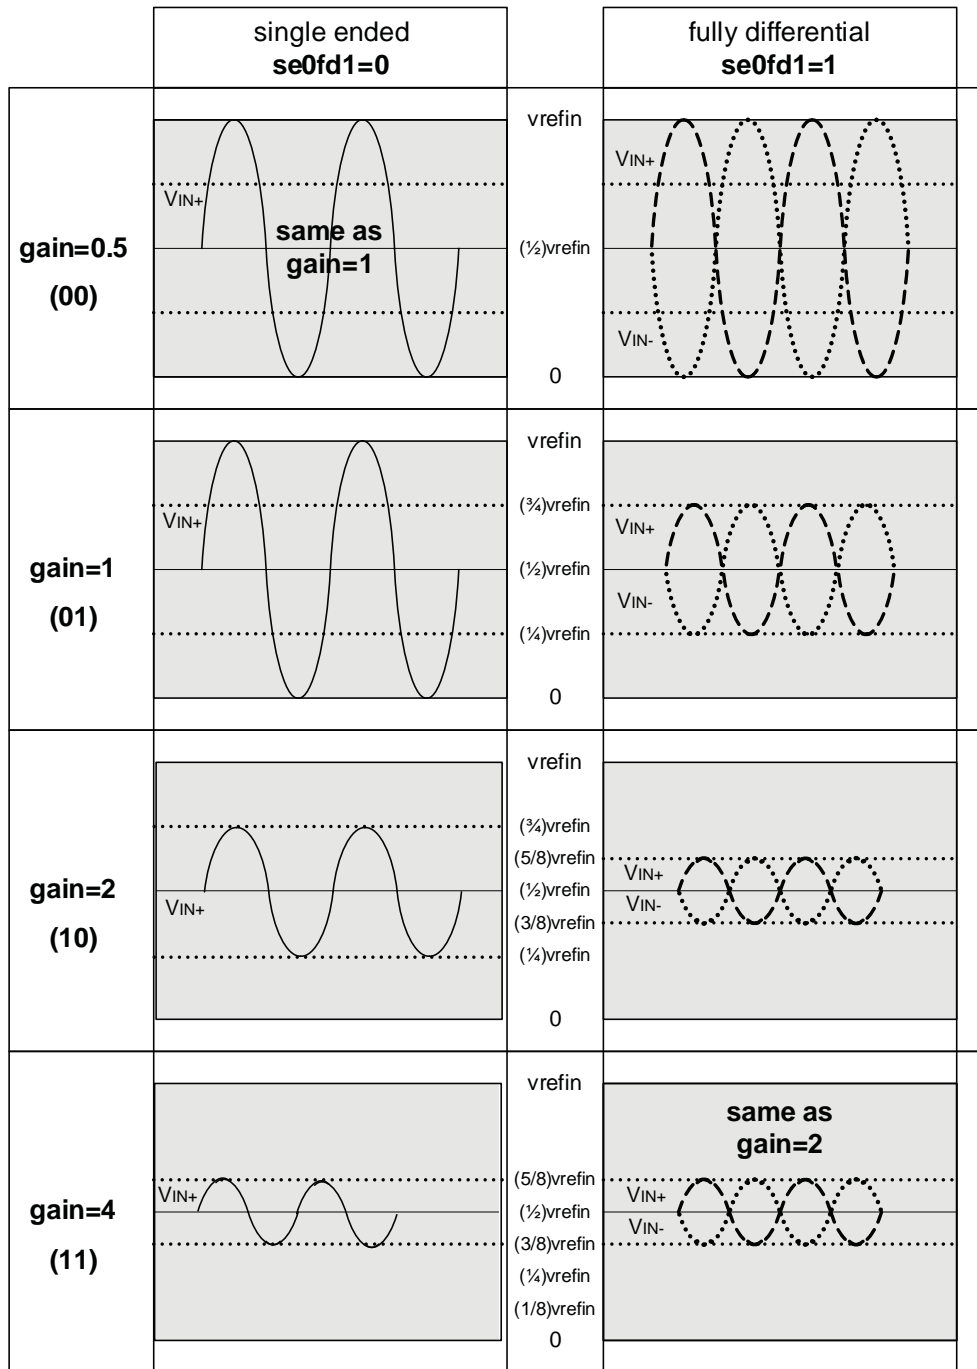 single ended
se0fd1=0
fully differential
se0fd1=1
gain=0.5
(00)
VIN+
same as
gain=1
vrefin
(½)vrefin
0
VIN+
VIN-
gain=1
(01)
VIN+
vrefin
(¾)vrefin
(½)vrefin
(¼)vrefin
0
VIN+
VIN-
gain=2
(10)
VIN+
vrefin
(¾)vrefin
(5/8)vrefin
(½)vrefin
(3/8)vrefin
(¼)vrefin
0
VIN+
VIN-
gain=4
(11)
VIN+
vrefin
(5/8)vrefin
(½)vrefin
(3/8)vrefin
(¼)vrefin
(1/8)vrefin
0
same as
gain=2
VIN+
VIN-